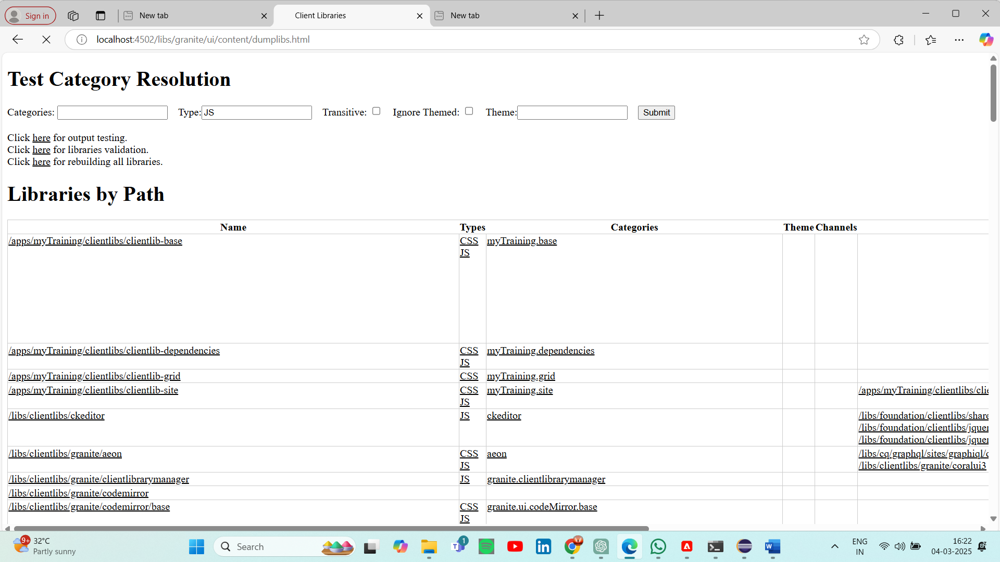 Sign in
New tab
Client Libraries
New tab
localhost:4502/libs/granite/ui/content/dumplibs.html
Test Category Resolution
Categories: Type: JS Transitive: Ignore Themed: Theme: Submit
Click here for output testing.
Click here for libraries validation.
Click here for rebuilding all libraries.
Libraries by Path
Name Types Categories Theme Channels
/apps/myTraining/clientlibs/clientlib-base CSS myTraining.base
JS
/apps/myTraining/clientlibs/clientlib-dependencies CSS myTraining.dependencies
JS
/apps/myTraining/clientlibs/clientlib-grid CSS myTraining.grid
/apps/myTraining/clientlibs/clientlib-site CSS myTraining.site /apps/myTraining/clientlibs/clie
JS
/libs/clientlibs/ckeditor JS ckeditor /libs/foundation/clientlibs/share
/libs/foundation/clientlibs/jquer
/libs/foundation/clientlibs/jquer
/libs/clientlibs/granite/aeon CSS aeon /libs/cq/graphql/sites/graphiql/c
JS /libs/clientlibs/granite/coralui3
/libs/clientlibs/granite/clientlibrarymanager JS granite.clientlibrarymanager
/libs/clientlibs/granite/codemirror
/libs/clientlibs/granite/codemirror/base CSS granite.ui.codeMirror.base
JS
9+
32°C
Partly sunny
Search
1
ENG
IN
16:22
04-03-2025